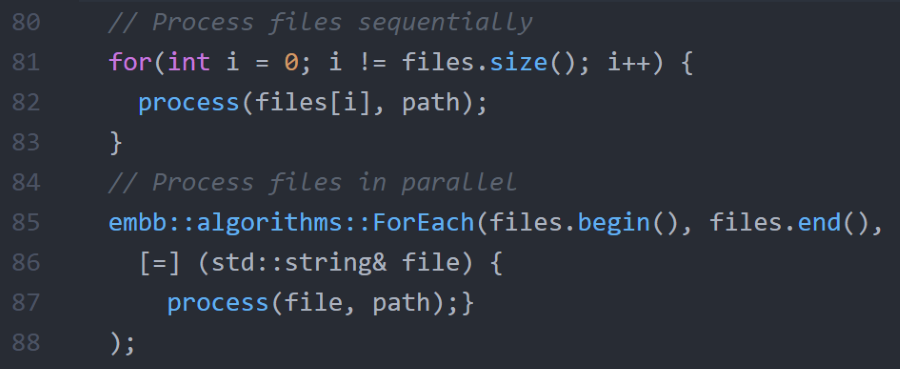 80 // Process files sequentially
81 for(int i = 0; i != files.size(); i++) {
82 process(files[i], path);
83 }
84 // Process files in parallel
85 embb::algorithms::ForEach(files.begin(), files.end(),
86 [=] (std::string& file) {
87 process(file, path);}
88 );